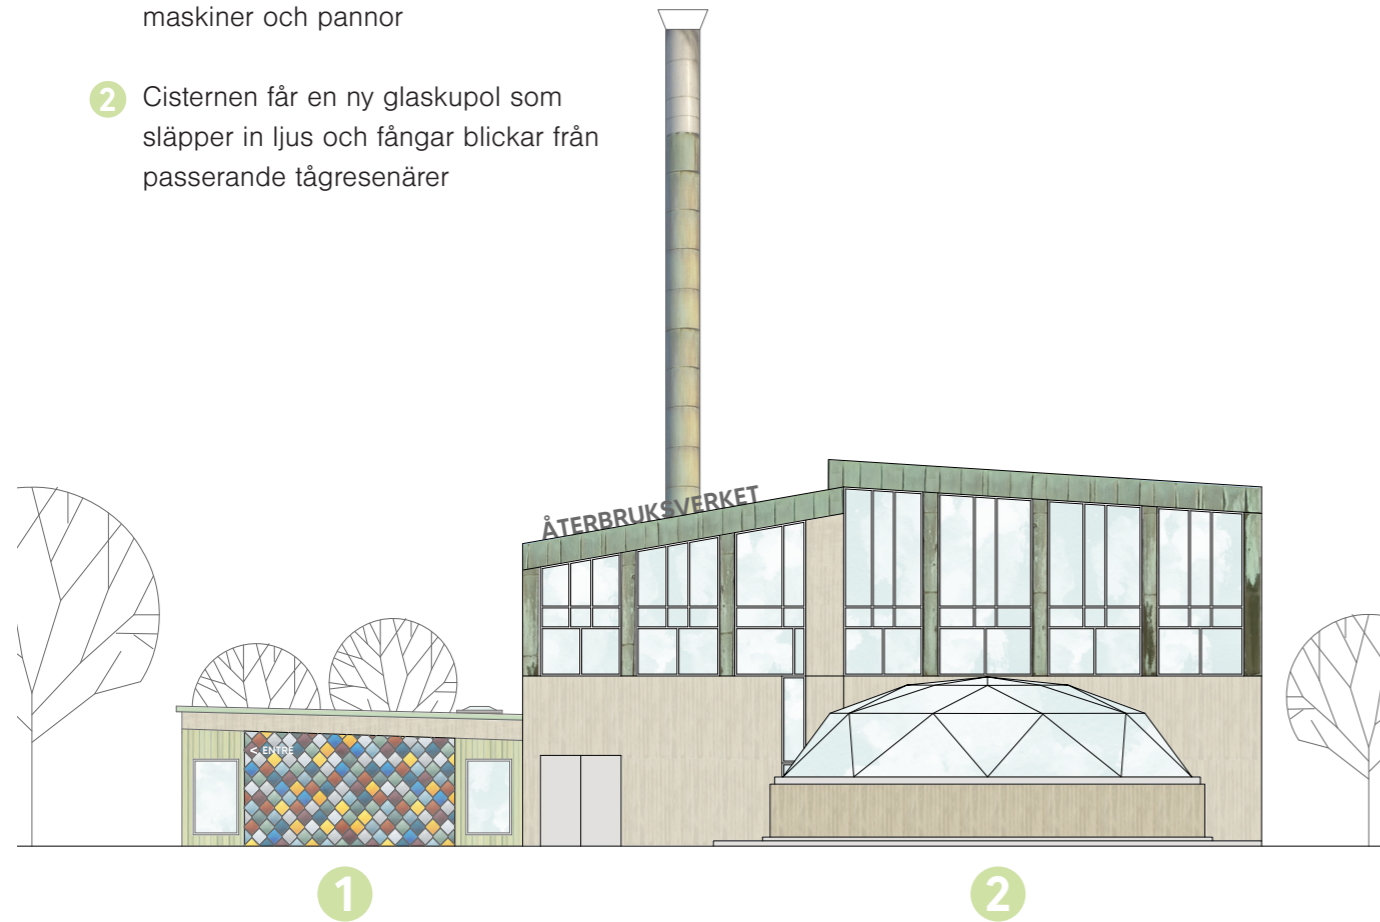 maskiner och pannor
2 Cisternen får en ny glaskupol som
släpper in ljus och fångar blickar från
passerande tågresenärer
ÅTERBRUKSVERKET
< ENTRE
1
2